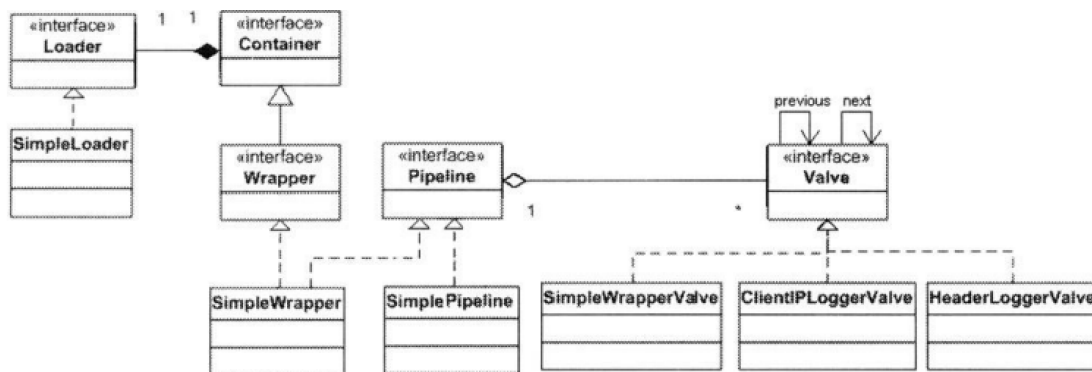 1
1
«interface»
Loader
«interface»
Container
SimpleLoader
«interface»
Wrapper
«interface»
Pipeline
1
*
previous
next
«interface»
Valve
SimpleWrapper
SimplePipeline
SimpleWrapperValve
ClientIPLoggerValve
HeaderLoggerValve